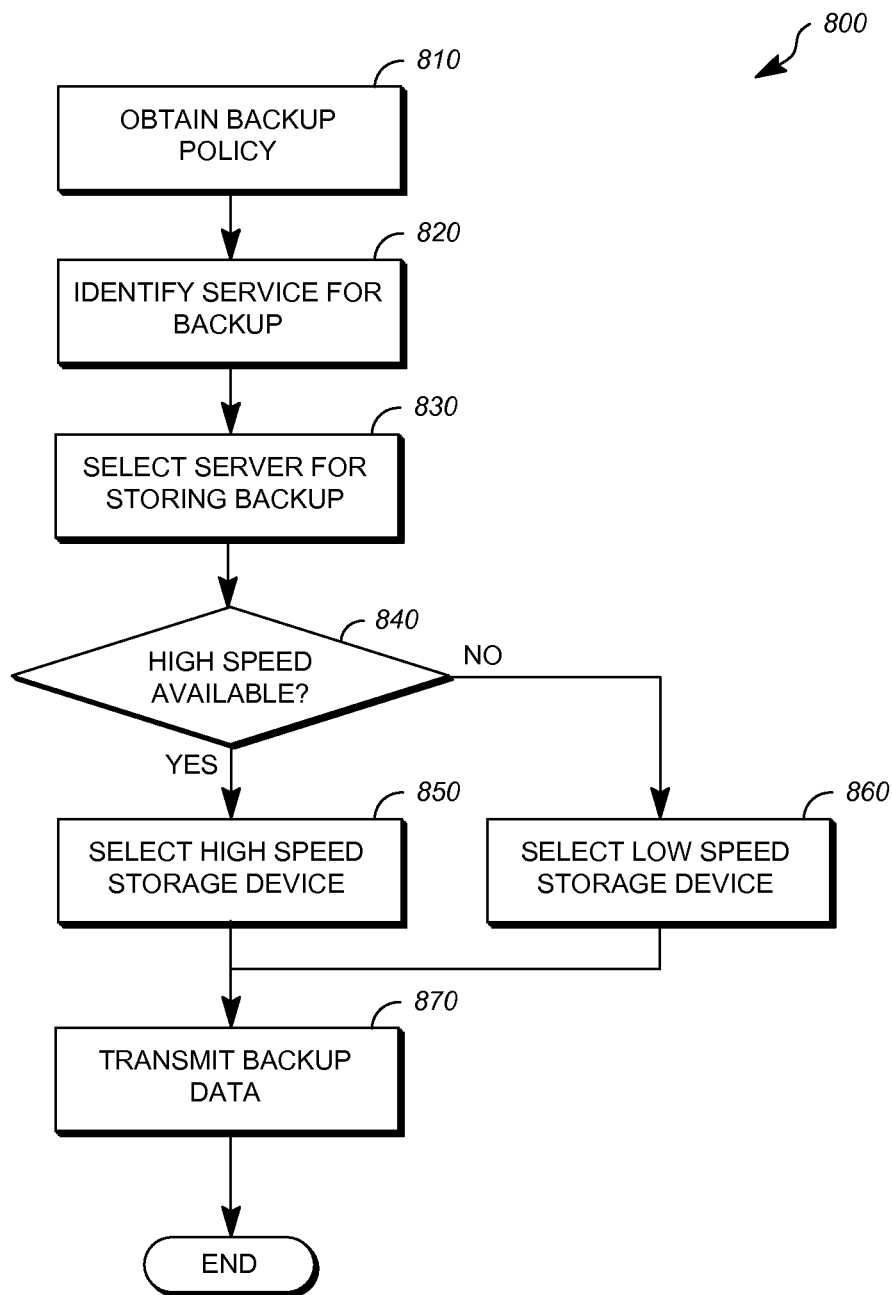 800
810
OBTAIN BACKUP
POLICY
820
IDENTIFY SERVICE FOR
BACKUP
830
SELECT SERVER FOR
STORING BACKUP
840
HIGH SPEED
AVAILABLE?
NO
YES
850
SELECT HIGH SPEED
STORAGE DEVICE
860
SELECT LOW SPEED
STORAGE DEVICE
870
TRANSMIT BACKUP
DATA
END